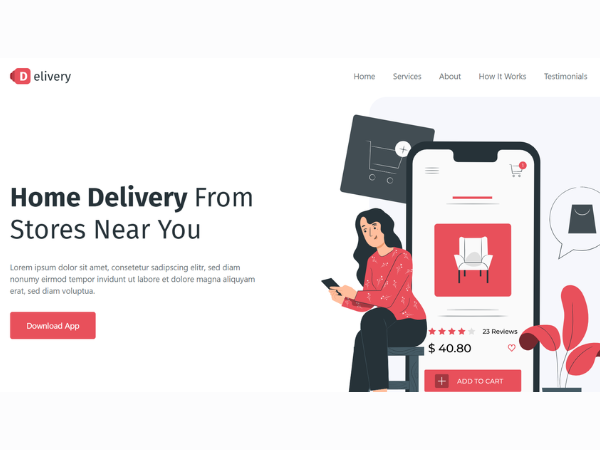 Delivery
Home Services About How It Works Testimonials
Home Delivery From
Stores Near You
Lorem ipsum dolor sit amet, consetetur sadipscing elitr, sed diam
nonumy eirmod tempor invidunt ut labore et dolore magna aliquyam
erat, sed diam voluptua.
Download App
23 Reviews
$ 40.80
ADD TO CART